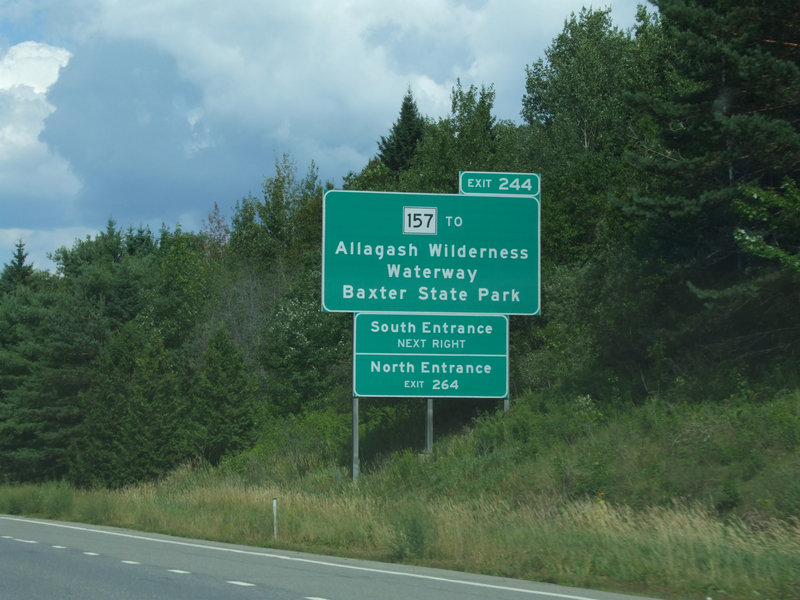 EXIT 244
157 TO
Allagash Wilderness
Waterway
Baxter State Park
South Entrance
NEXT RIGHT
North Entrance
EXIT 264